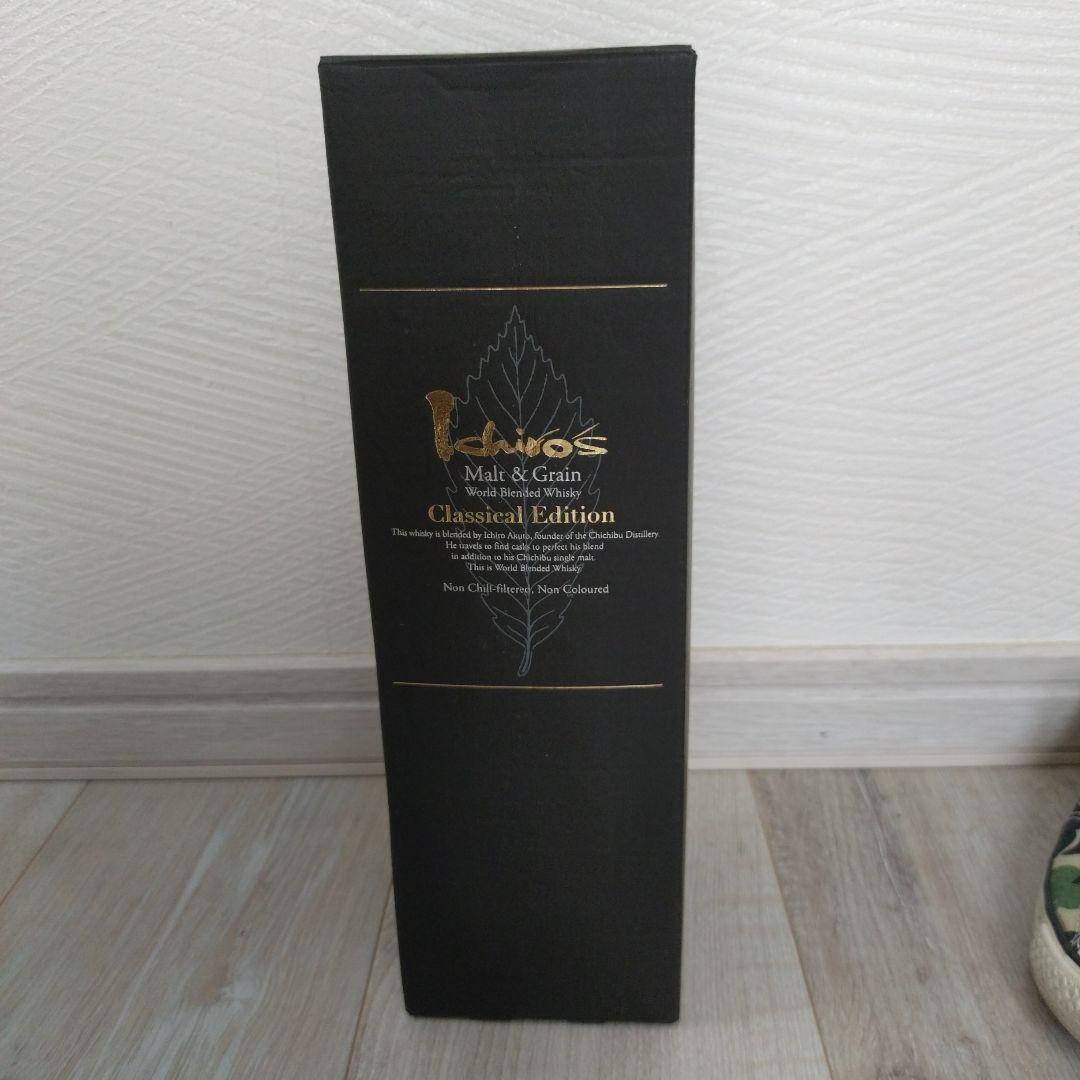 Ichiro's
Malt & Grain
World Blended Whisky
Classical Edition
This whisky is blended by Ichiro Akuto, founder of the Chichibu Distillery.
He travels to find casks to perfect his blend
in addition to his Chichibu single malt.
This is World Blended Whisky.
Non Chill-filtered, Non Coloured